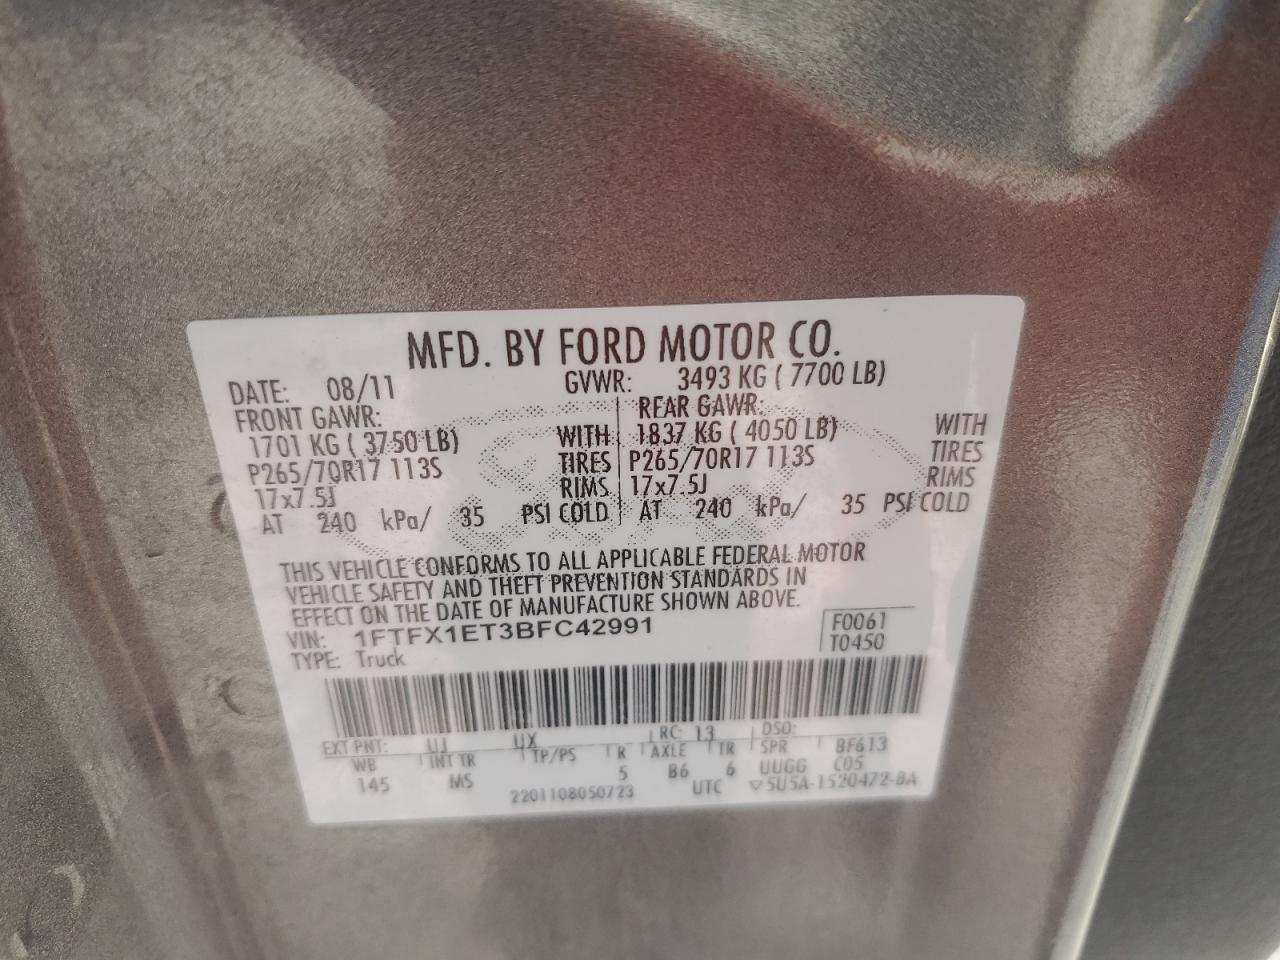 MFD. BY FORD MOTOR CO.
DATE: 08/11 GVWR: 3493 KG ( 7700 LB)
FRONT GAWR: REAR GAWR:
1701 KG ( 3750 LB) WITH 1837 KG ( 4050 LB) WITH
P265/70R17 113S TIRES P265/70R17 113S TIRES
17x7.5J RIMS 17x7.5J RIMS
AT 240 kPa/ 35 PSI COLD AT 240 kPa/ 35 PSI COLD
THIS VEHICLE CONFORMS TO ALL APPLICABLE FEDERAL MOTOR
VEHICLE SAFETY AND THEFT PREVENTION STANDARDS IN
EFFECT ON THE DATE OF MANUFACTURE SHOWN ABOVE.
VIN: 1FTFX1ET3BFC42991 F0061
TYPE: Truck T0450
EXT PNT: UJ UX RC: 13 DSO:
WB INT TR TP/PS R AXLE TR SPR BF613
145 MS 5 B6 6 UUGG C05
2201108050723 UTC ▽5U5A-1520472-BA